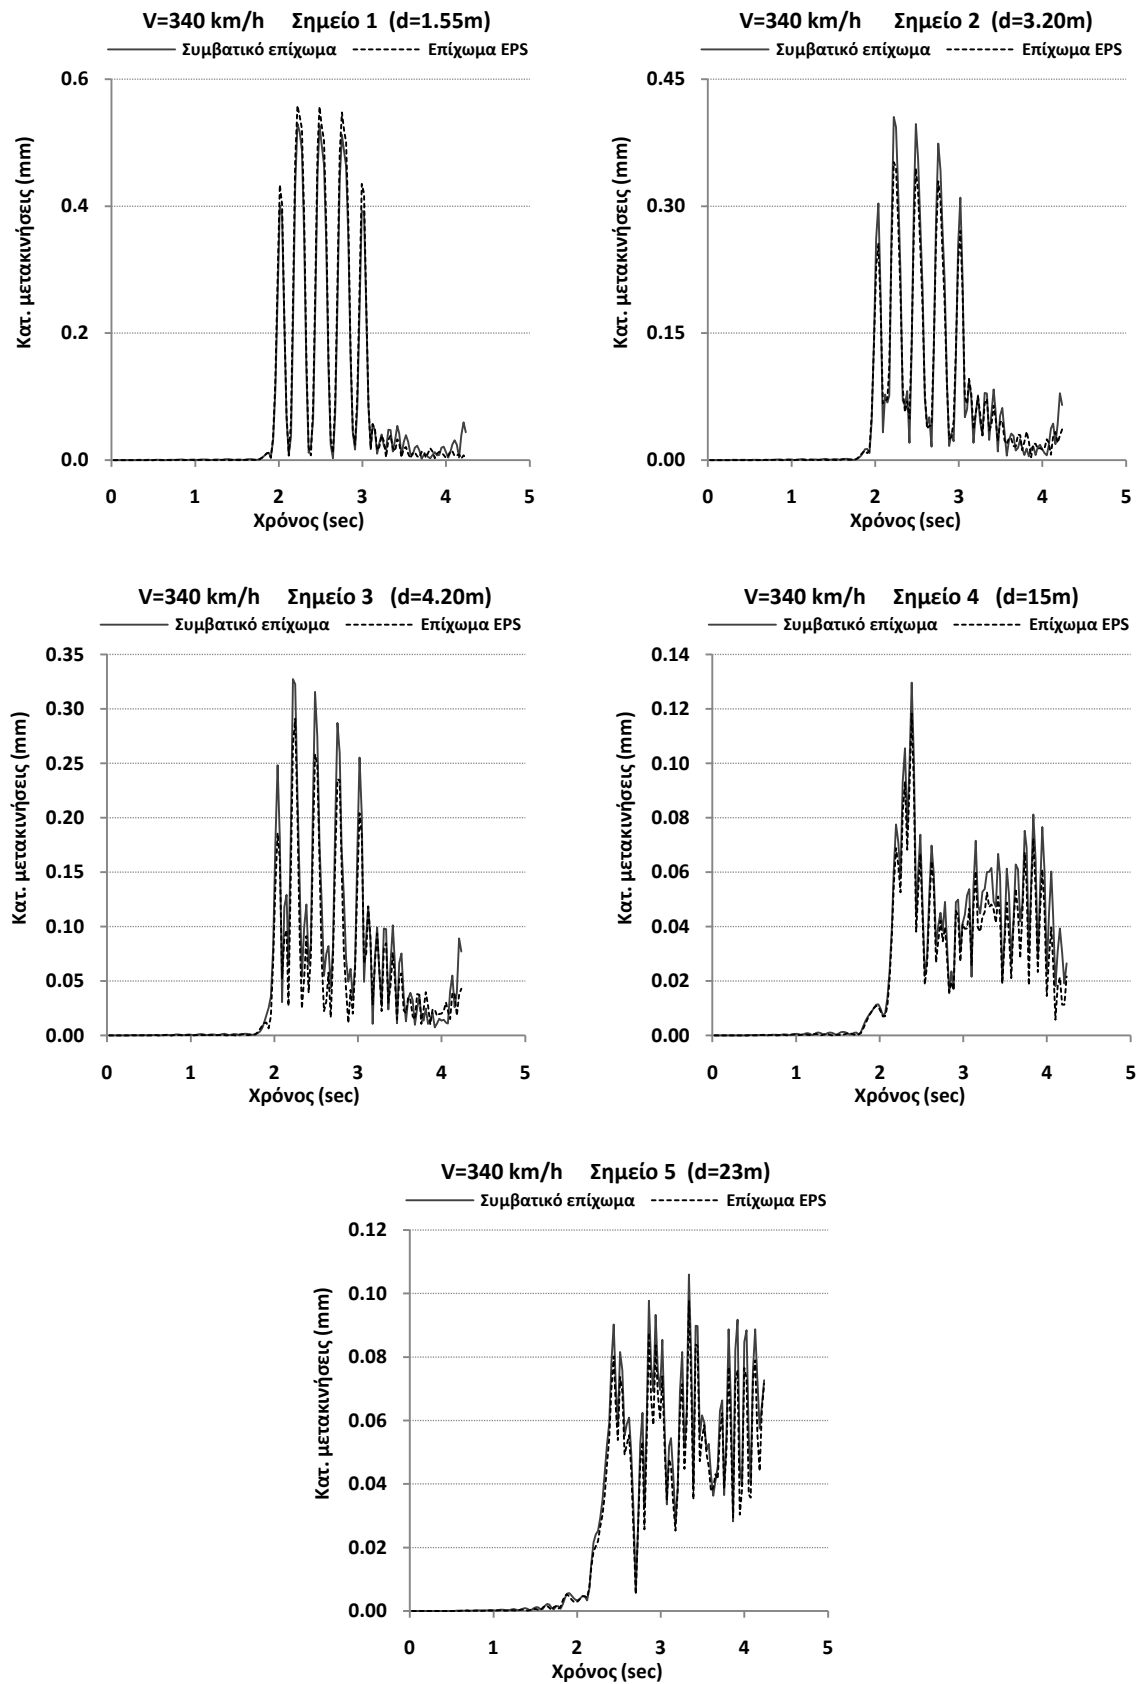 V=340 km/h Σημείο 1 (d=1.55m)
Συμβατικό επίχωμα Επίχωμα EPS
Κατ. μετακινήσεις (mm)
0.6
0.4
0.2
0.0
0 1 2 3 4 5
Χρόνος (sec)
V=340 km/h Σημείο 2 (d=3.20m)
Συμβατικό επίχωμα Επίχωμα EPS
Κατ. μετακινήσεις (mm)
0.45
0.30
0.15
0.00
0 1 2 3 4 5
Χρόνος (sec)
V=340 km/h Σημείο 3 (d=4.20m)
Συμβατικό επίχωμα Επίχωμα EPS
Κατ. μετακινήσεις (mm)
0.35
0.30
0.25
0.20
0.15
0.10
0.05
0.00
0 1 2 3 4 5
Χρόνος (sec)
V=340 km/h Σημείο 4 (d=15m)
Συμβατικό επίχωμα Επίχωμα EPS
Κατ. μετακινήσεις (mm)
0.14
0.12
0.10
0.08
0.06
0.04
0.02
0.00
0 1 2 3 4 5
Χρόνος (sec)
V=340 km/h Σημείο 5 (d=23m)
Συμβατικό επίχωμα Επίχωμα EPS
Κατ. μετακινήσεις (mm)
0.12
0.10
0.08
0.06
0.04
0.02
0.00
0 1 2 3 4 5
Χρόνος (sec)